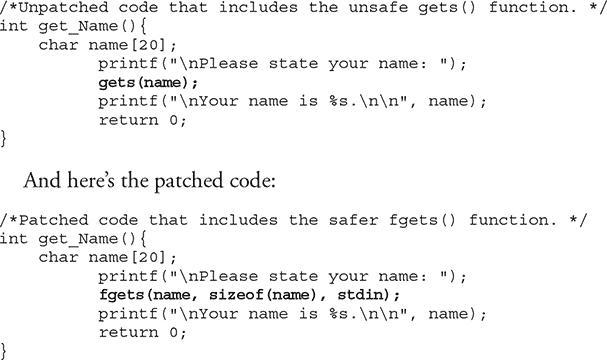 /*Unpatched code that includes the unsafe gets() function. */
int get_Name(){
    char name[20];
          printf("\nPlease state your name: ");
          gets(name);
          printf("\nYour name is %s.\n\n", name);
          return 0;
}
And here’s the patched code:
/*Patched code that includes the safer fgets() function. */
int get_Name(){
    char name[20];
          printf("\nPlease state your name: ");
          fgets(name, sizeof(name), stdin);
          printf("\nYour name is %s.\n\n", name);
          return 0;
}